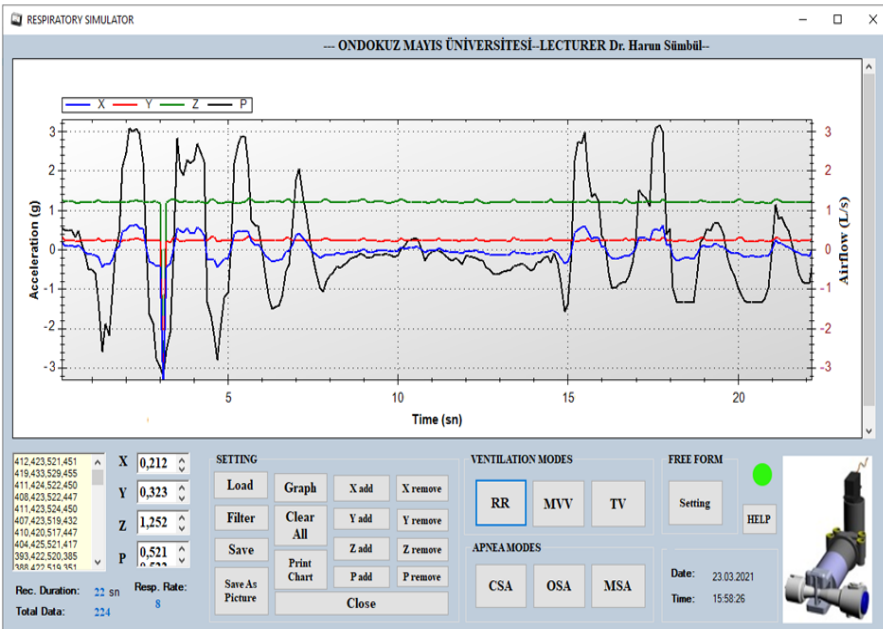 RESPIRATORY SIMULATOR
--- ONDOKUZ MAYIS ÜNİVERSİTESİ--LECTURER Dr. Harun Sümbül--
X Y Z P
3
2
1
0
-1
-2
-3
Acceleration (g)
3
2
1
0
-1
-2
-3
Airflow (L/s)
5 10 15 20
Time (sn)
412,423,521,451
419,433,529,455
411,424,522,450
408,423,522,447
411,423,524,450
407,423,519,432
410,420,517,447
404,425,521,417
393,422,520,385
388,422,519,351
X 0,212
Y 0,323
Z 1,252
P 0,521
Rec. Duration: 22 sn
Total Data: 224
Resp. Rate:
8
SETTING
Load
Filter
Save
Save As
Picture
Graph
Clear
All
Print
Chart
X add X remove
Y add Y remove
Z add Z remove
P add P remove
Close
VENTILATION MODES
RR MVV TV
APNEA MODES
CSA OSA MSA
FREE FORM
Setting
HELP
Date: 23.03.2021
Time: 15:58:26